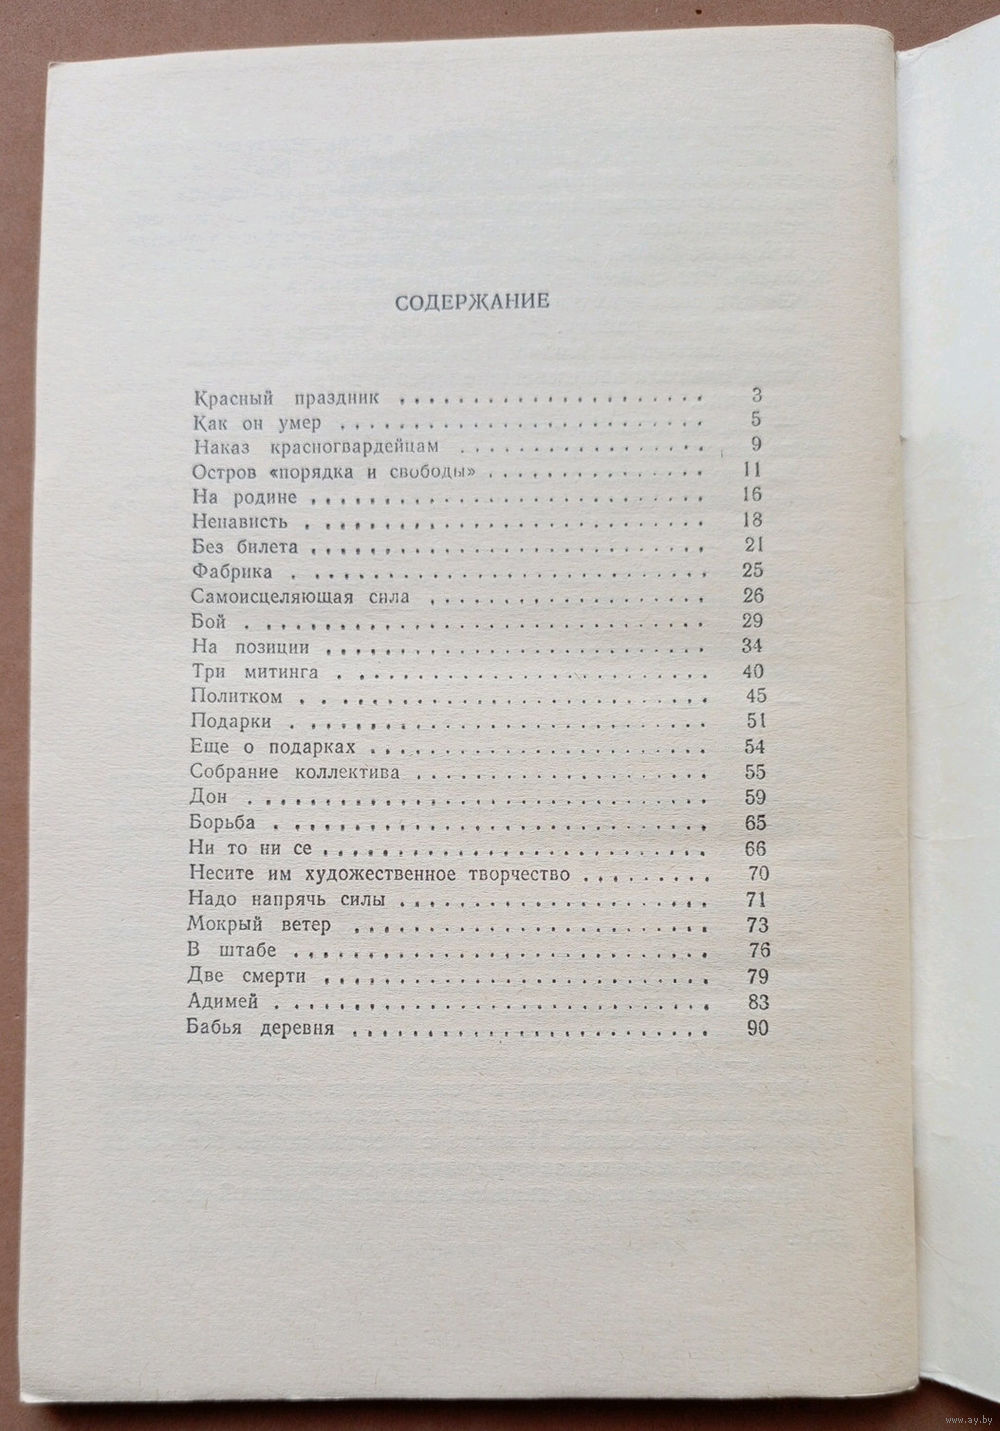 СОДЕРЖАНИЕ
Красный праздник . . . . . . . . . . . . . . . . . . . . . 3
Как он умер . . . . . . . . . . . . . . . . . . . . . . . . . 5
Наказ красногвардейцам . . . . . . . . . . . . . . . . . 9
Остров «порядка и свободы» . . . . . . . . . . . . . . . 11
На родине . . . . . . . . . . . . . . . . . . . . . . . . . . . 16
Ненависть . . . . . . . . . . . . . . . . . . . . . . . . . . . 18
Без билета . . . . . . . . . . . . . . . . . . . . . . . . . . . 21
Фабрика . . . . . . . . . . . . . . . . . . . . . . . . . . . . 25
Самоисцеляющая сила . . . . . . . . . . . . . . . . . . . 26
Бой . . . . . . . . . . . . . . . . . . . . . . . . . . . . . . . 29
На позиции . . . . . . . . . . . . . . . . . . . . . . . . . . 34
Три митинга . . . . . . . . . . . . . . . . . . . . . . . . . 40
Политком . . . . . . . . . . . . . . . . . . . . . . . . . . . 45
Подарки . . . . . . . . . . . . . . . . . . . . . . . . . . . . 51
Еще о подарках . . . . . . . . . . . . . . . . . . . . . . . 54
Собрание коллектива . . . . . . . . . . . . . . . . . . . . 55
Дон . . . . . . . . . . . . . . . . . . . . . . . . . . . . . . . 59
Борьба . . . . . . . . . . . . . . . . . . . . . . . . . . . . . 65
Ни то ни се . . . . . . . . . . . . . . . . . . . . . . . . . . 66
Несите им художественное творчество . . . . . . . . . 70
Надо напрячь силы . . . . . . . . . . . . . . . . . . . . . 71
Мокрый ветер . . . . . . . . . . . . . . . . . . . . . . . . 73
В штабе . . . . . . . . . . . . . . . . . . . . . . . . . . . . 76
Две смерти . . . . . . . . . . . . . . . . . . . . . . . . . . 79
Адимей . . . . . . . . . . . . . . . . . . . . . . . . . . . . . 83
Бабья деревня . . . . . . . . . . . . . . . . . . . . . . . . 90
www.ay.by